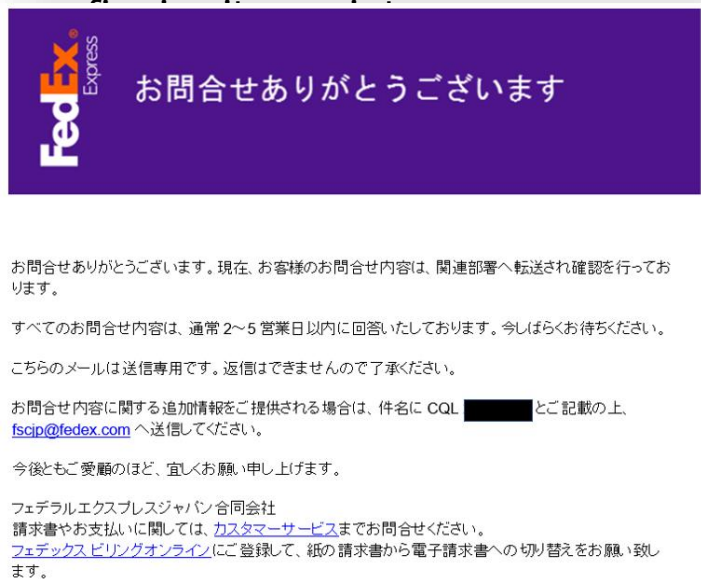 FedEx®
Express
お問合せありがとうございます
お問合せありがとうございます。現在、お客様のお問合せ内容は、関連部署へ転送され確認を行ってお
ります。
すべてのお問合せ内容は、通常 2～5 営業日以内に回答いたしております。今しばらくお待ちください。
こちらのメールは送信専用です。返信はできませんので了承ください。
お問合せ内容に関する追加情報をご提供される場合は、件名に CQL とご記載の上、
fscjp@fedex.com へ送信してください。
今後ともご愛顧のほど、宜しくお願い申し上げます。
フェデラルエクスプレスジャパン合同会社
請求書やお支払いに関しては、カスタマーサービスまでお問合せください。
フェデックス ビリングオンラインにご登録して、紙の請求書から電子請求書への切り替えをお願い致し
ます。